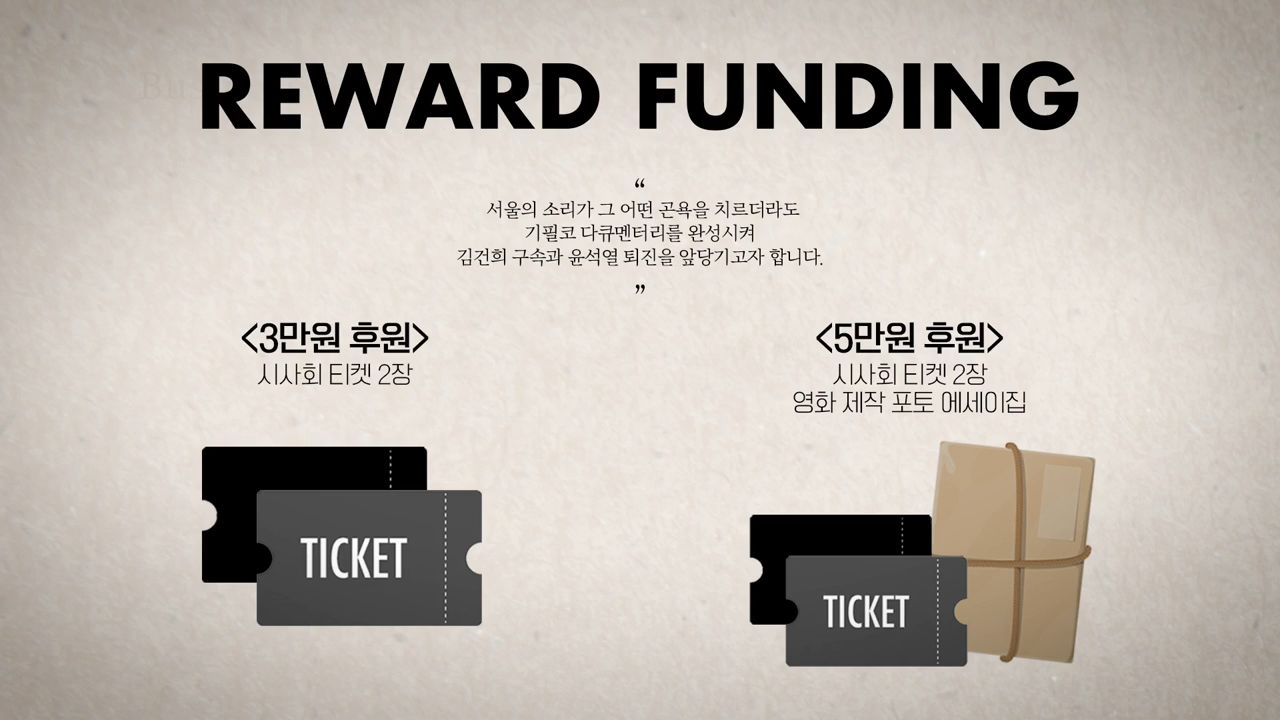 REWARD FUNDING
“
서울의 소리가 그 어떤 곤욕을 치르더라도
기필코 다큐멘터리를 완성시켜
김건희 구속과 윤석열 퇴진을 앞당기고자 합니다.
”
<3만원 후원>
시사회 티켓 2장
TICKET
<5만원 후원>
시사회 티켓 2장
영화 제작 포토 에세이집
TICKET